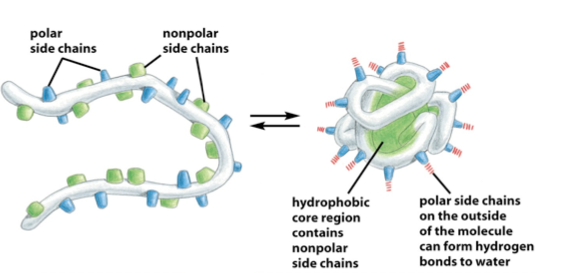 polar
side chains
nonpolar
side chains
hydrophobic
core region
contains
nonpolar
side chains
polar side chains
on the outside
of the molecule
can form hydrogen
bonds to water